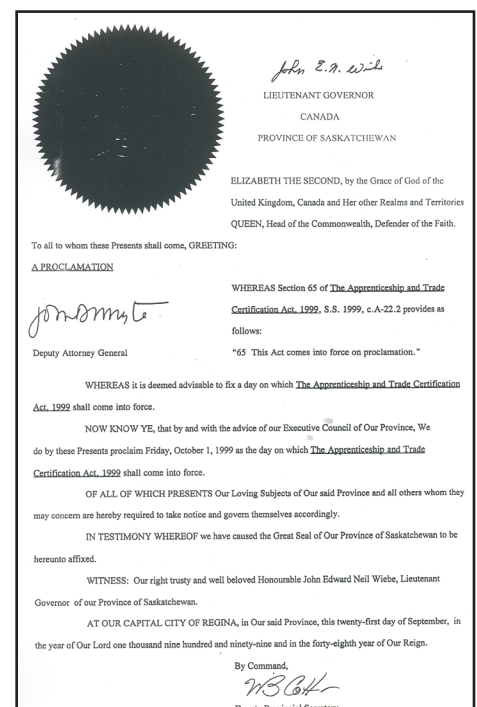 John E. N. Wiebe
LIEUTENANT GOVERNOR
CANADA
PROVINCE OF SASKATCHEWAN
ELIZABETH THE SECOND, by the Grace of God of the
United Kingdom, Canada and Her other Realms and Territories
QUEEN, Head of the Commonwealth, Defender of the Faith.
To all to whom these Presents shall come, GREETING:
A PROCLAMATION
WHEREAS Section 65 of The Apprenticeship and Trade
Certification Act, 1999, S.S. 1999, c.A-22.2 provides as
follows:
Deputy Attorney General
"65 This Act comes into force on proclamation."
WHEREAS it is deemed advisable to fix a day on which The Apprenticeship and Trade Certification
Act, 1999 shall come into force.
NOW KNOW YE, that by and with the advice of our Executive Council of Our Province, We
do by these Presents proclaim Friday, October 1, 1999 as the day on which The Apprenticeship and Trade
Certification Act, 1999 shall come into force.
OF ALL OF WHICH PRESENTS Our Loving Subjects of Our said Province and all others whom they
may concern are hereby required to take notice and govern themselves accordingly.
IN TESTIMONY WHEREOF we have caused the Great Seal of Our Province of Saskatchewan to be
hereunto affixed.
WITNESS: Our right trusty and well beloved Honourable John Edward Neil Wiebe, Lieutenant
Governor of our Province of Saskatchewan.
AT OUR CAPITAL CITY OF REGINA, in Our said Province, this twenty-first day of September, in
the year of Our Lord one thousand nine hundred and ninety-nine and in the forty-eighth year of Our Reign.
By Command,